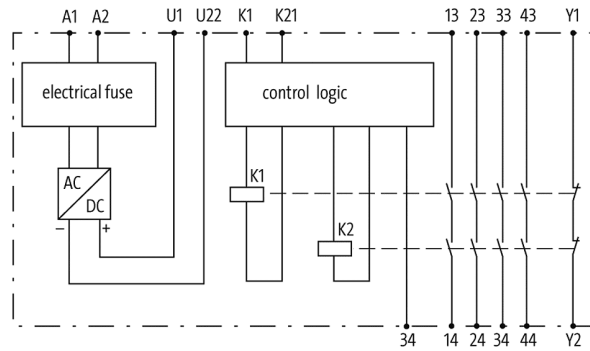 A1 A2 U1 U22 K1 K21 13 23 33 43 Y1
electrical fuse
control logic
AC
DC
K1
− +
K2
34 14 24 34 44 Y2